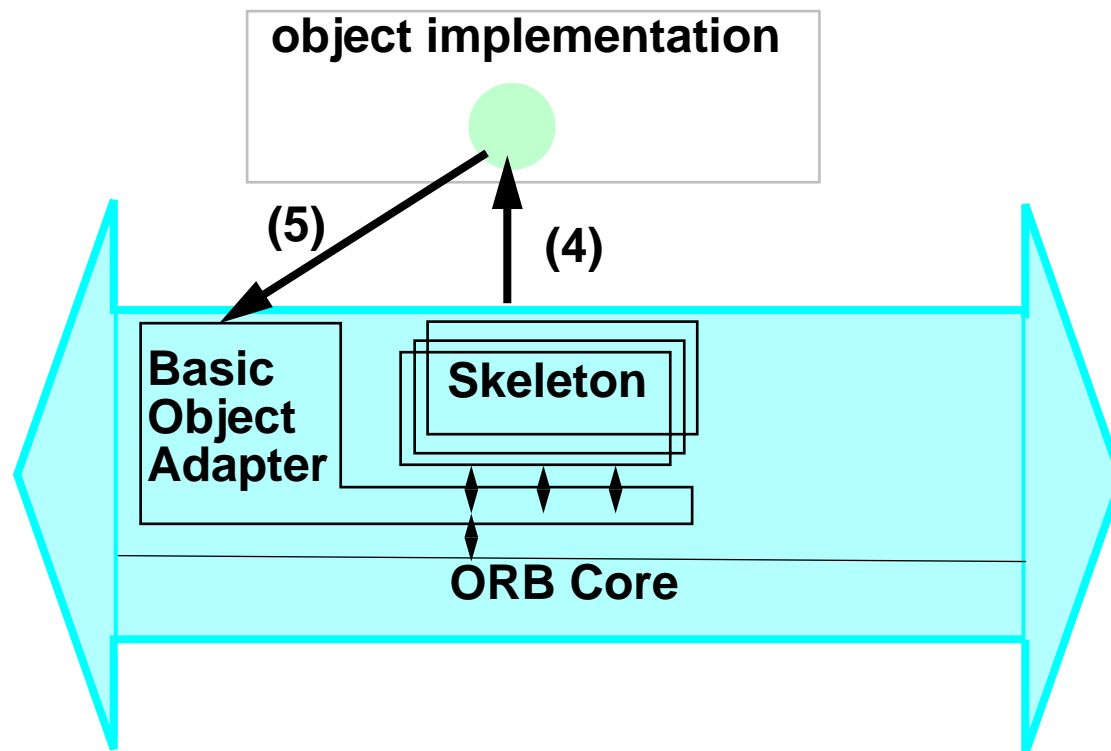 object implementation
(5)
(4)
Basic
Object
Adapter
Skeleton
ORB Core